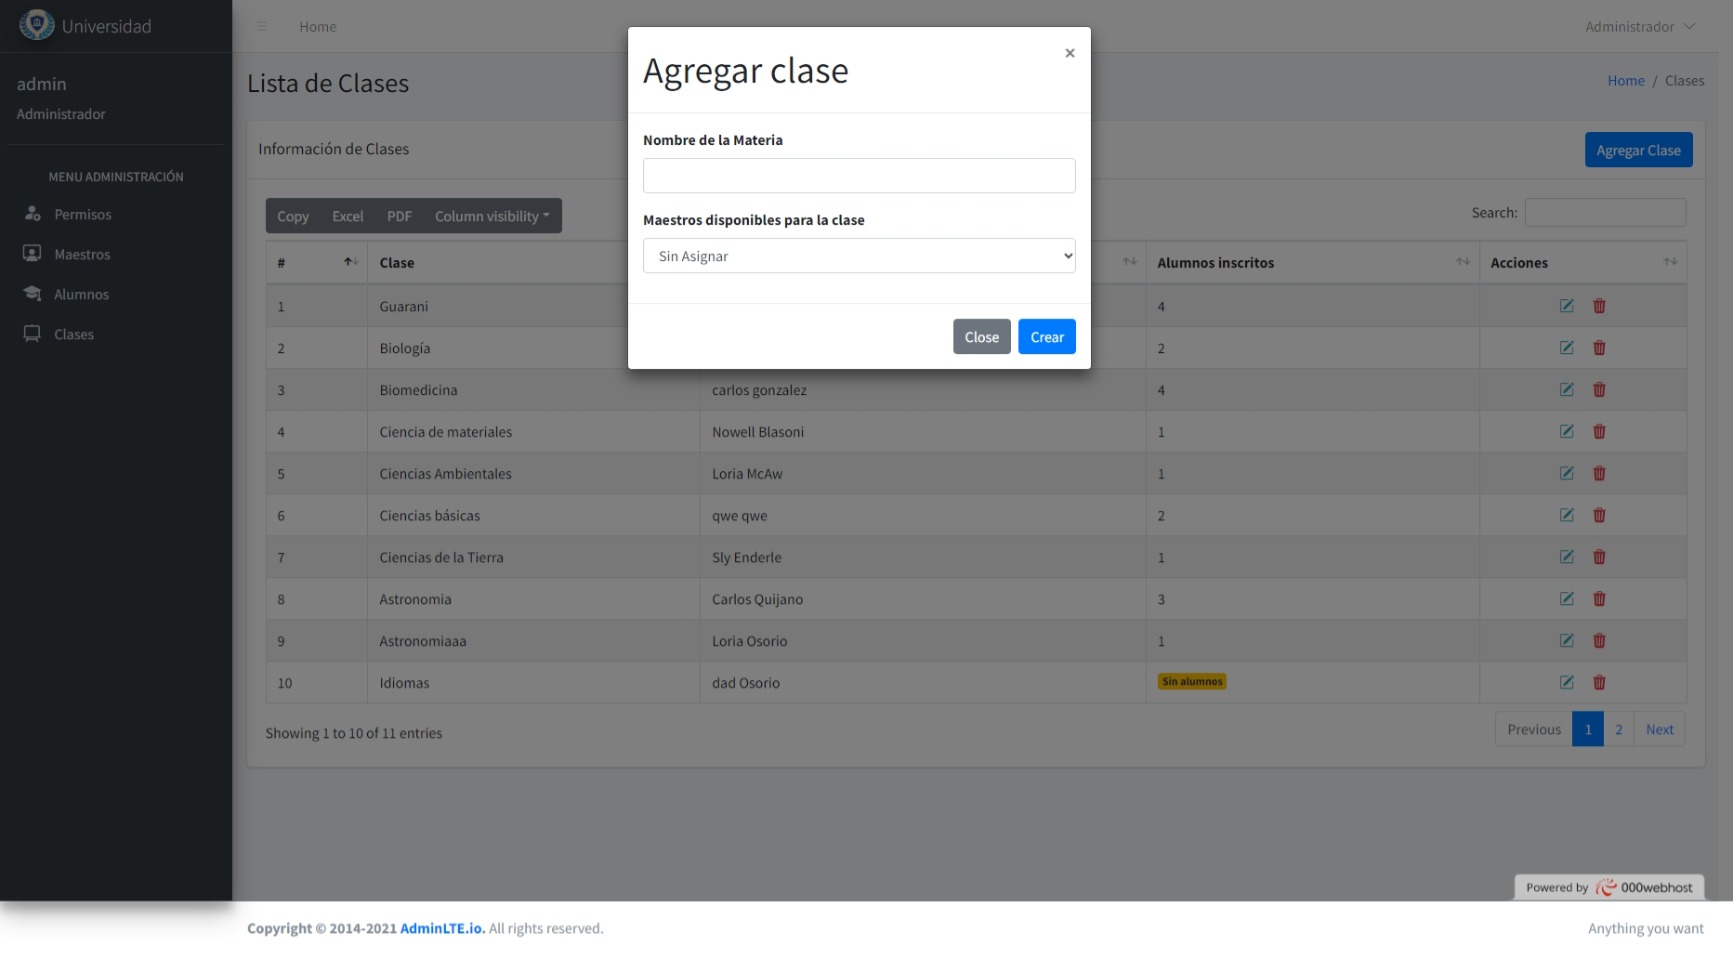 Universidad
Home
Administrador
admin
Administrador
MENU ADMINISTRACIÓN
Permisos
Maestros
Alumnos
Clases
Lista de Clases
Home / Clases
Información de Clases
Agregar Clase
Copy Excel PDF Column visibility
Search:
# Clase Alumnos inscritos Acciones
1 Guarani 4
2 Biología 2
3 Biomedicina carlos gonzalez 4
4 Ciencia de materiales Nowell Blasoni 1
5 Ciencias Ambientales Loria McAw 1
6 Ciencias básicas qwe qwe 2
7 Ciencias de la Tierra Sly Enderle 1
8 Astronomia Carlos Quijano 3
9 Astronomiaaa Loria Osorio 1
10 Idiomas dad Osorio Sin alumnos
Showing 1 to 10 of 11 entries
Previous 1 2 Next
Agregar clase
×
Nombre de la Materia
Maestros disponibles para la clase
Sin Asignar
Close Crear
Powered by 000webhost
Copyright © 2014-2021 AdminLTE.io. All rights reserved.
Anything you want